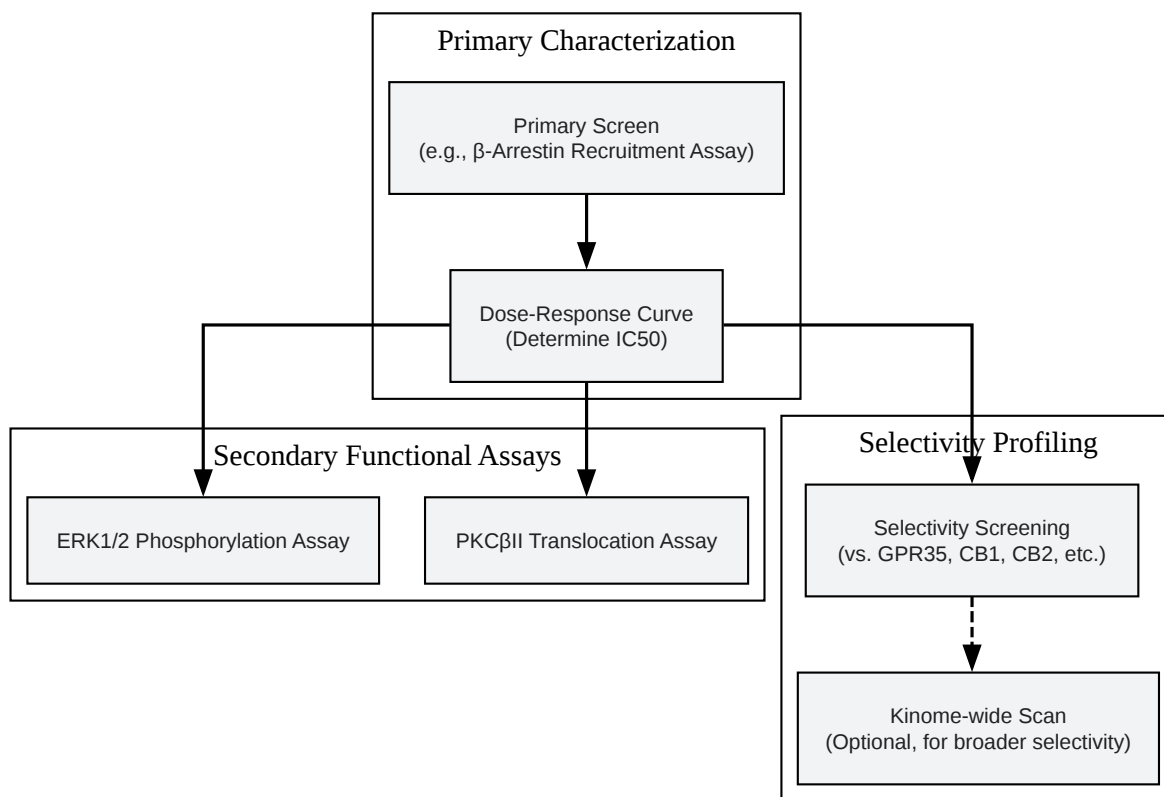 Primary Characterization
Primary Screen
(e.g., β-Arrestin Recruitment Assay)
Dose-Response Curve
(Determine IC50)
Secondary Functional Assays
ERK1/2 Phosphorylation Assay
PKCβII Translocation Assay
Selectivity Profiling
Selectivity Screening
(vs. GPR35, CB1, CB2, etc.)
Kinome-wide Scan
(Optional, for broader selectivity)